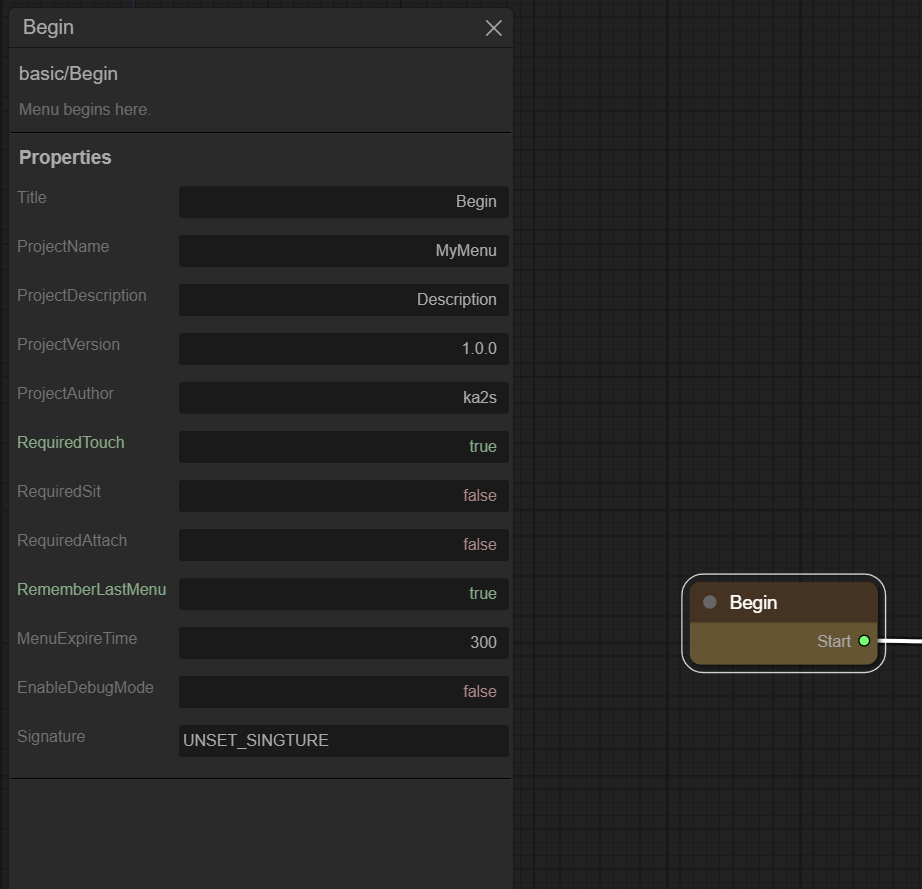 Begin
basic/Begin
Menu begins here.
Properties
Title Begin
ProjectName MyMenu
ProjectDescription Description
ProjectVersion 1.0.0
ProjectAuthor ka2s
RequiredTouch true
RequiredSit false
RequiredAttach false
RememberLastMenu true
MenuExpireTime 300
EnableDebugMode false
Signature UNSET_SINGTURE
Begin
Start